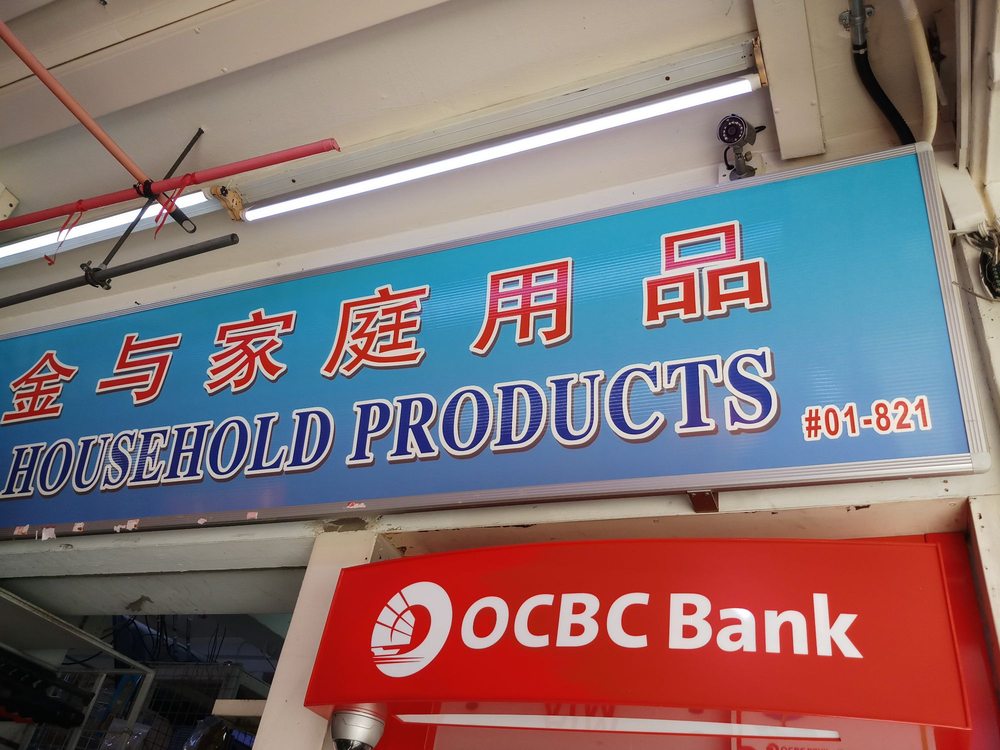 金与家庭用品
HOUSEHOLD PRODUCTS
#01-821
OCBC Bank